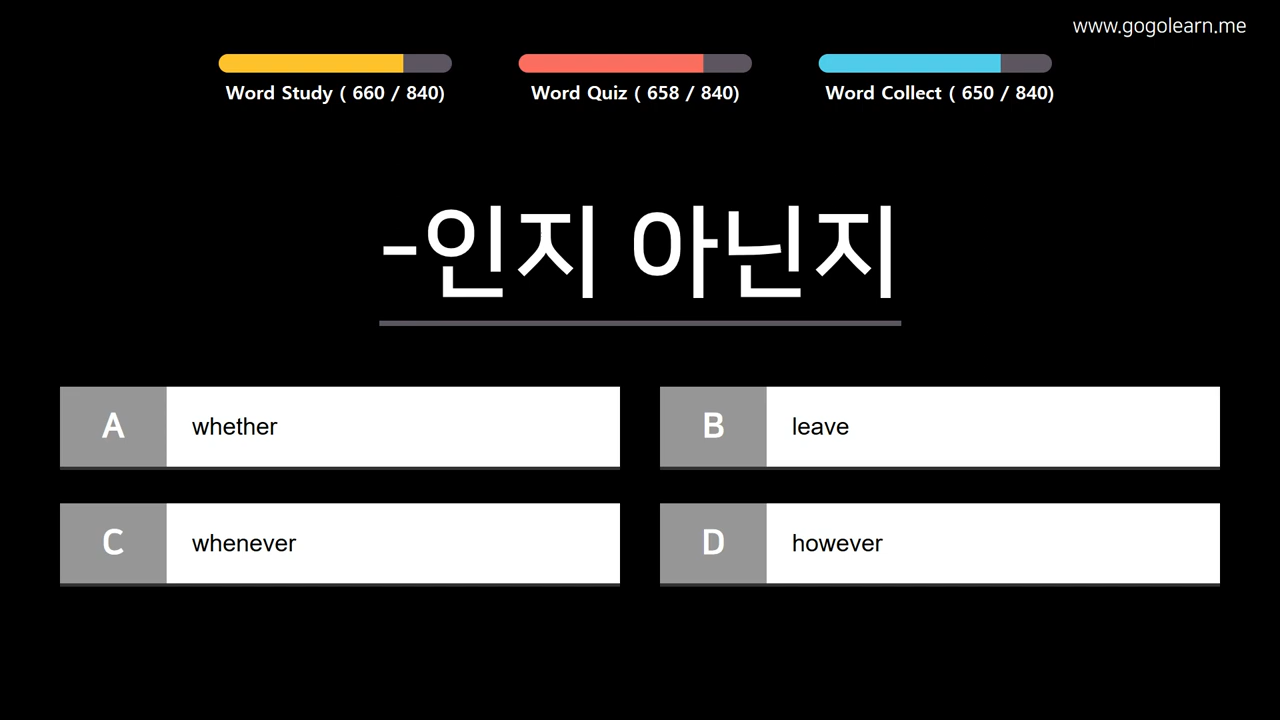 www.gogolearn.me
Word Study ( 660 / 840)
Word Quiz ( 658 / 840)
Word Collect ( 650 / 840)
-인지 아닌지
A whether
B leave
C whenever
D however